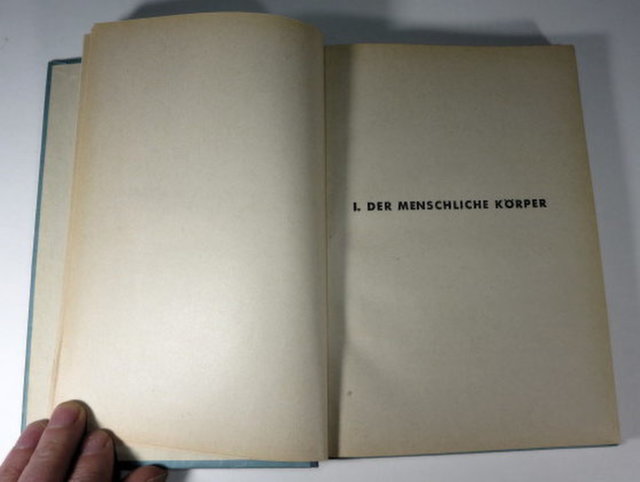 I. DER MENSCHLICHE KÖRPER